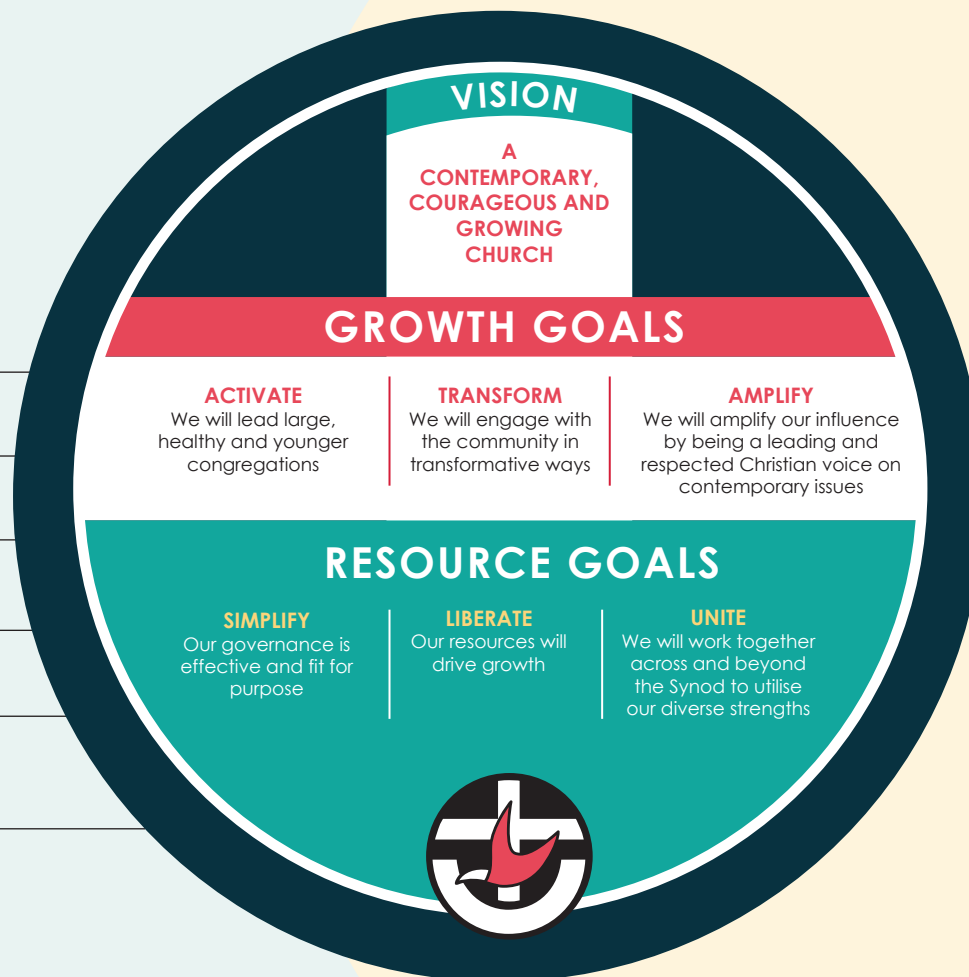 VISION
A
CONTEMPORARY,
COURAGEOUS AND
GROWING
CHURCH
GROWTH GOALS
ACTIVATE
We will lead large,
healthy and younger
congregations
TRANSFORM
We will engage with
the community in
transformative ways
AMPLIFY
We will amplify our influence
by being a leading and
respected Christian voice on
contemporary issues
RESOURCE GOALS
SIMPLIFY
Our governance is
effective and fit for
purpose
LIBERATE
Our resources will
drive growth
UNITE
We will work together
across and beyond
the Synod to utilise
our diverse strengths